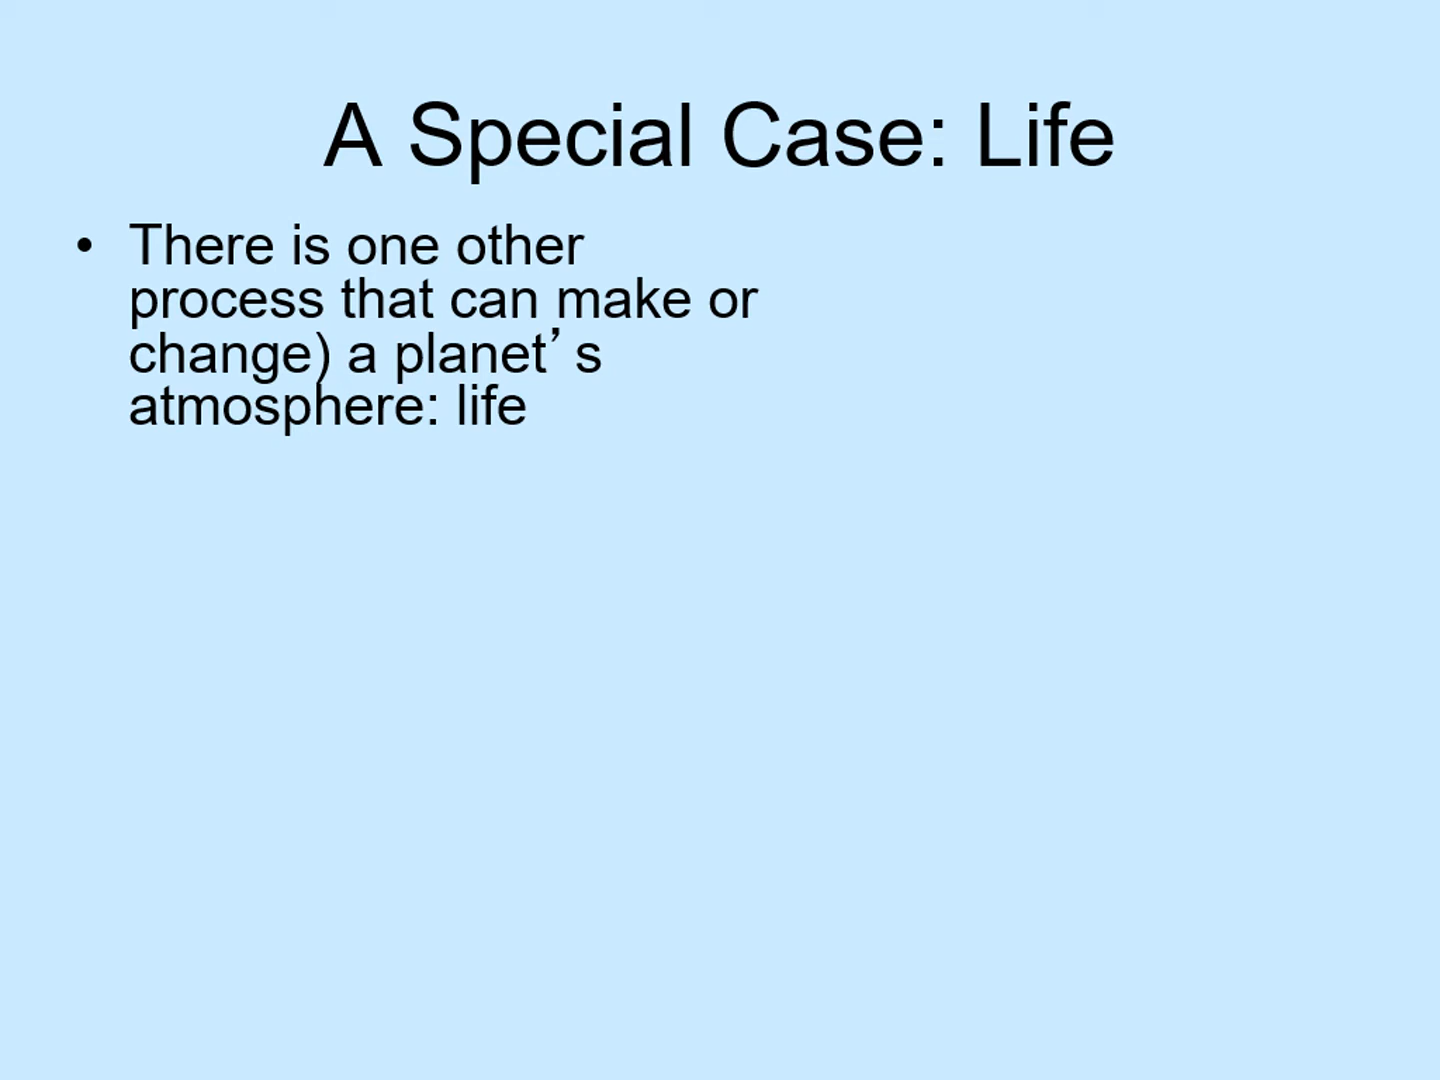 A Special Case: Life
• There is one other
process that can make or
change) a planet’s
atmosphere: life